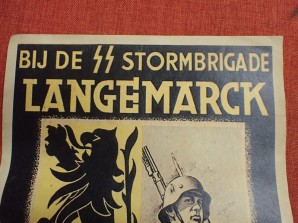 BIJ DE SS STORMBRIGADE
LANGEMARCK